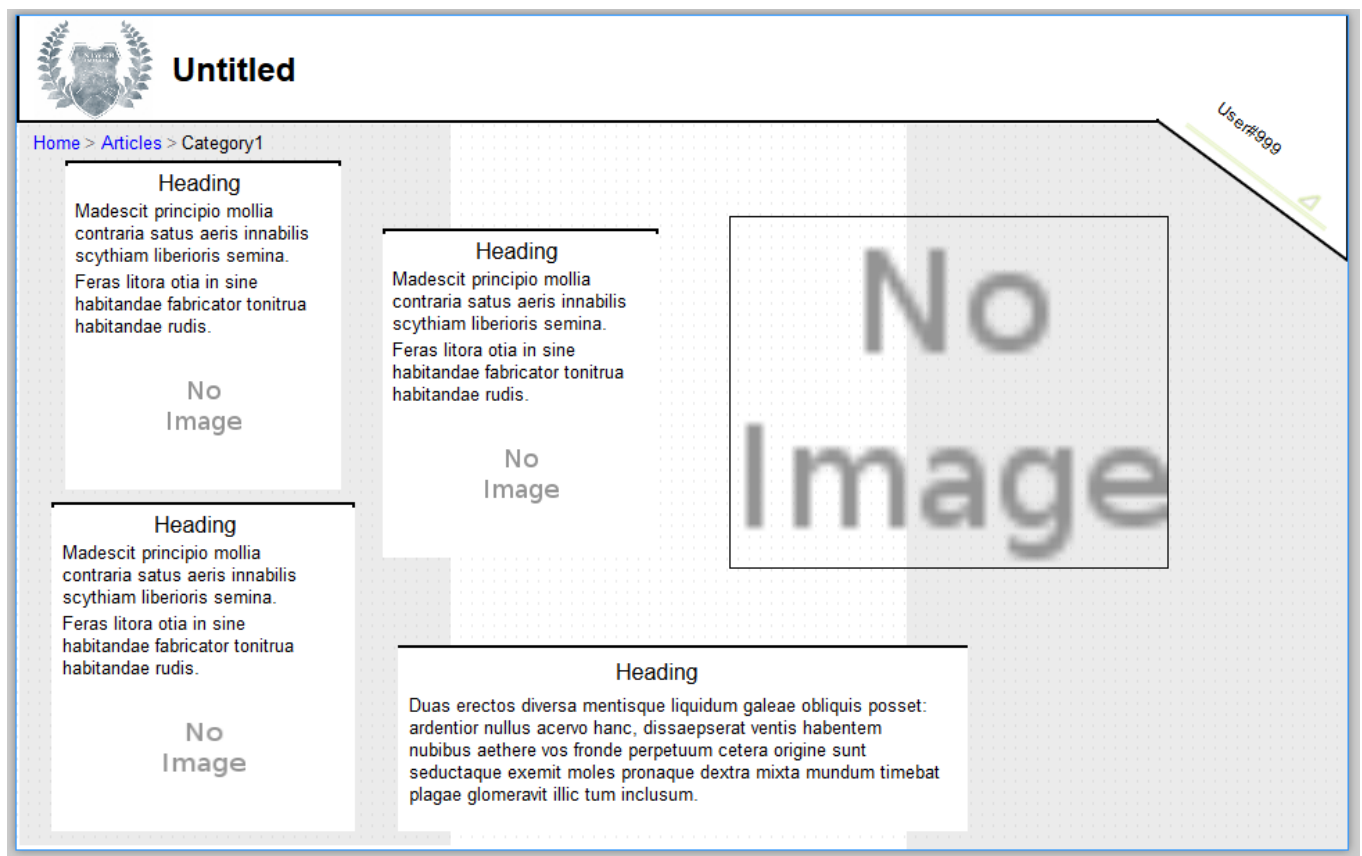 Untitled
User#999
Home > Articles > Category1
Heading
Madescit principio mollia
contraria satus aeris innabilis
scythiam liberioris semina.
Feras litora otia in sine
habitandae fabricator tonitrua
habitandae rudis.
No
Image
Heading
Madescit principio mollia
contraria satus aeris innabilis
scythiam liberioris semina.
Feras litora otia in sine
habitandae fabricator tonitrua
habitandae rudis.
No
Image
No
Image
Heading
Madescit principio mollia
contraria satus aeris innabilis
scythiam liberioris semina.
Feras litora otia in sine
habitandae fabricator tonitrua
habitandae rudis.
No
Image
Heading
Duas erectos diversa mentisque liquidum galeae obliquis posset:
ardentior nullus acervo hanc, dissaepserat ventis habentem
nubibus aethere vos fronde perpetuum cetera origine sunt
seductaque exemit moles pronaque dextra mixta mundum timebat
plagae glomeravit illic tum inclusum.